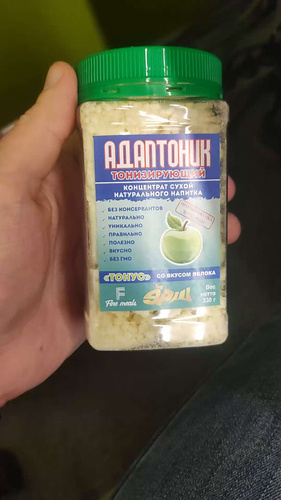 АДАПТОНИК
ТОНИЗИРУЮЩИЙ
КОНЦЕНТРАТ СУХОЙ
НАТУРАЛЬНОГО НАПИТКА
• БЕЗ КОНСЕРВАНТОВ
• НАТУРАЛЬНО
• УНИКАЛЬНО
• ПРАВИЛЬНО
• ПОЛЕЗНО
• ВКУСНО
• БЕЗ ГМО
«ТОНУС»
СО ВКУСОМ ЯБЛОКА
F
Fine meals
Вес
нетто
350 г